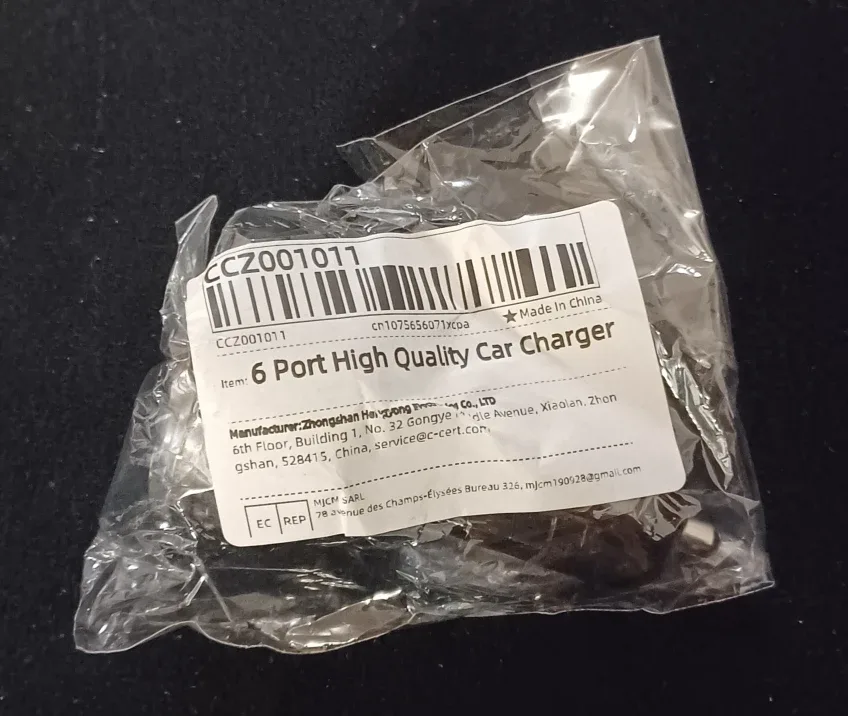 CCZ001011
CCZ001011 cn1075656071xcpa ★Made In China
Item: 6 Port High Quality Car Charger
Manufacturer:Zhongshan Co., LTD
6th Floor, Building 1, No. 32 Gongye Avenue, Xiaolan, Zhon
gshan, 528415, China, service@c-cert.com
EC REP
MJCM SARL
78 avenue des Champs-Élysées Bureau 326, mjcm190928@gmail.com